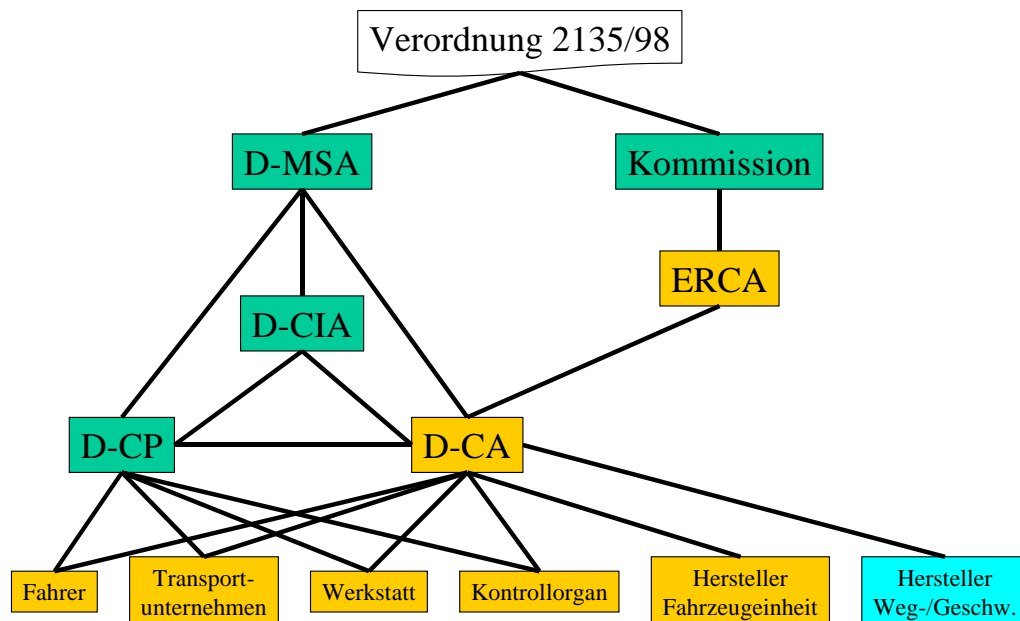 Verordnung 2135/98
D-MSA
Kommission
ERCA
D-CIA
D-CP
D-CA
Fahrer
Transport-
unternehmen
Werkstatt
Kontrollorgan
Hersteller
Fahrzeugeinheit
Hersteller
Weg-/Geschw.